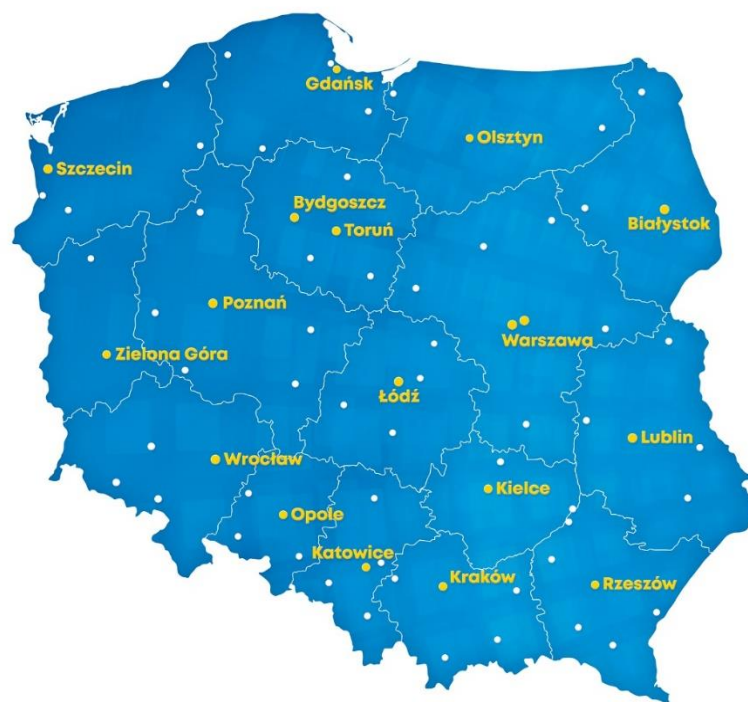 Gdańsk
Olsztyn
Szczecin
Bydgoszcz
Toruń
Białystok
Poznań
Warszawa
Zielona Góra
Łódź
Lublin
Wrocław
Kielce
Opole
Katowice
Kraków
Rzeszów